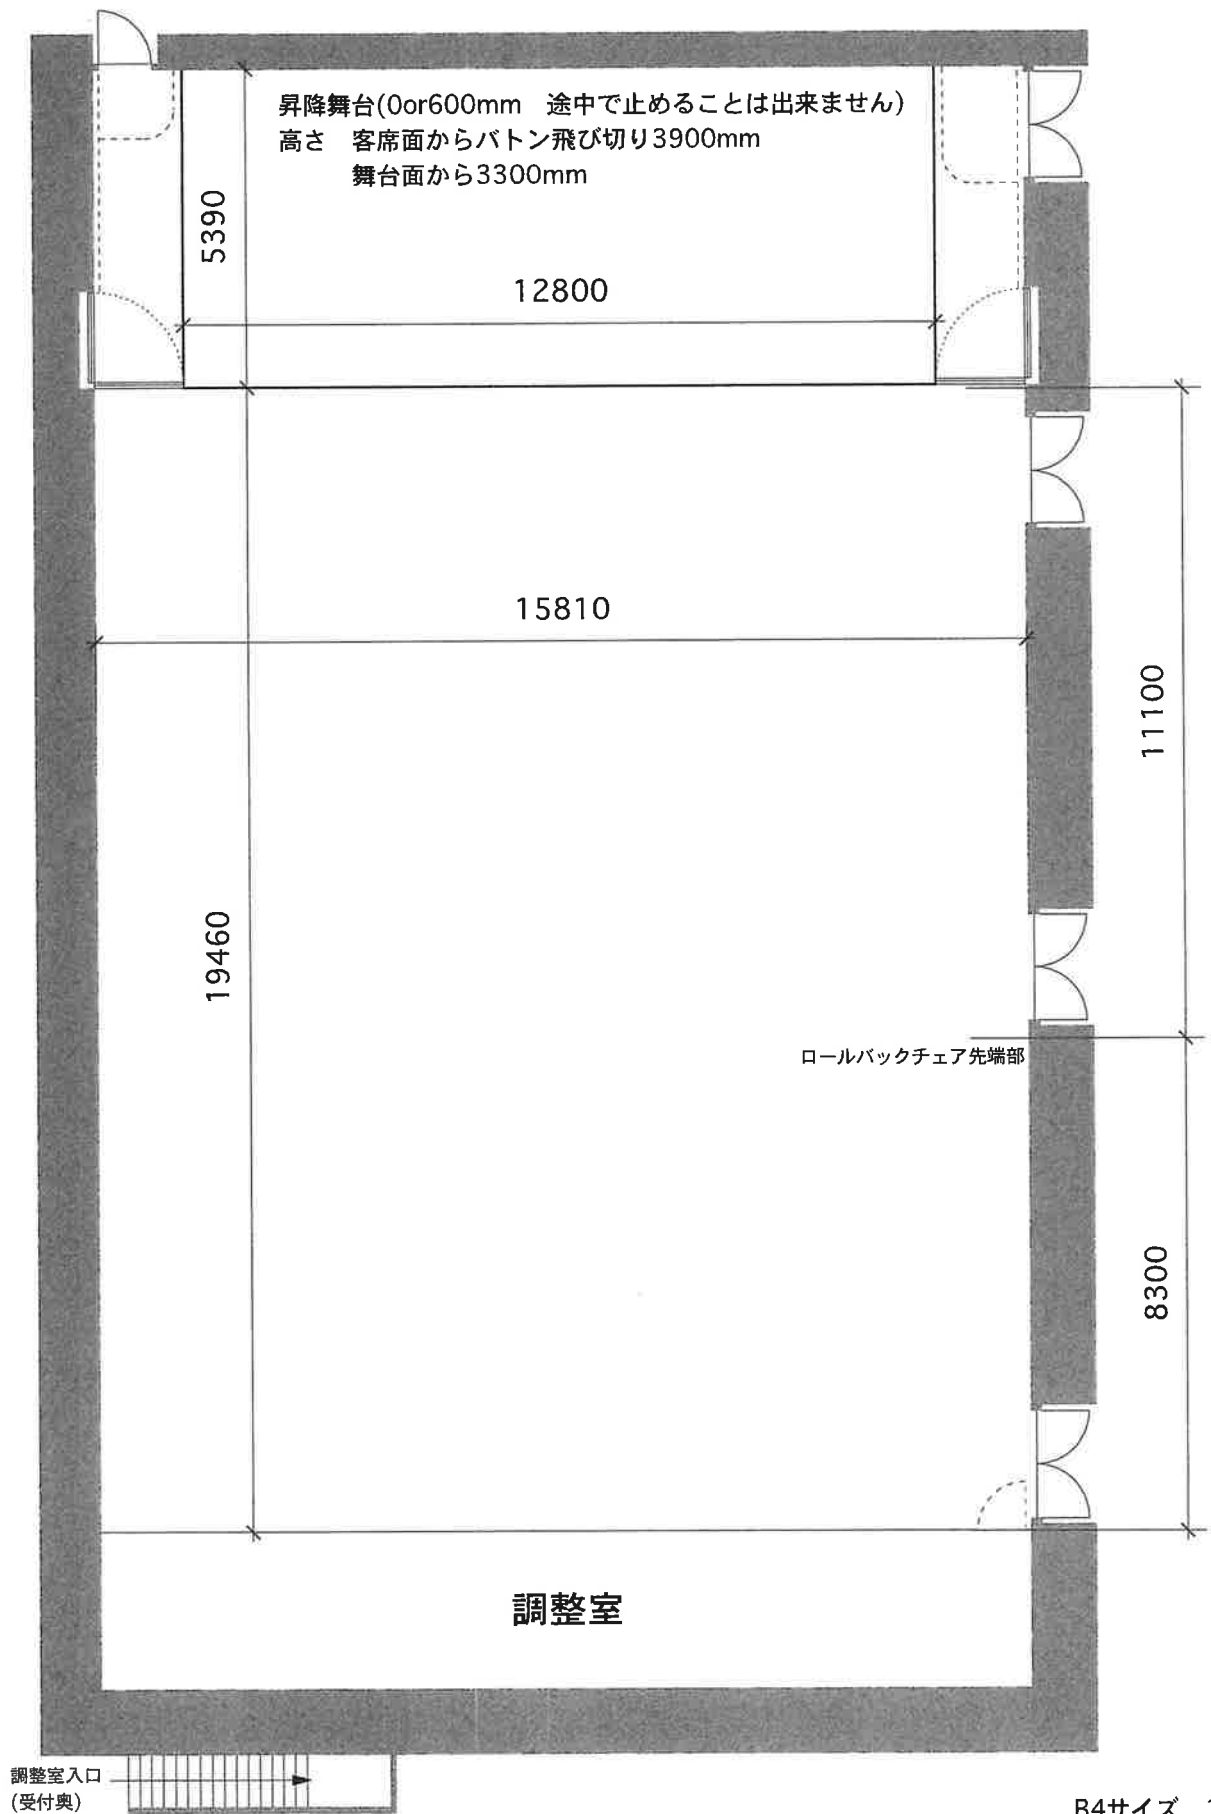 昇降舞台(0or600mm 途中で止めることは出来ません)
高さ 客席面からバトン飛び切り3900mm
舞台面から3300mm
5390
12800
15810
11100
19460
ロールバックチェア先端部
8300
調整室
調整室入口
(受付奥)
B4サイズ